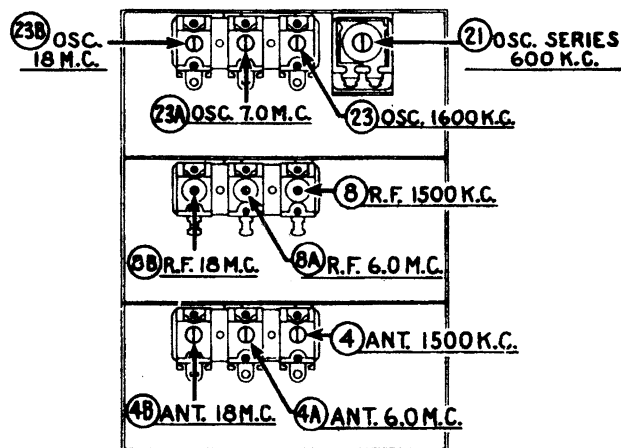 23B OSC.
18 M.C.
21 OSC. SERIES
600 K.C.
23A OSC. 7.0 M.C.
23 OSC. 1600 K.C.
8 R.F. 1500 K.C.
8B R.F. 18 M.C.
8A R.F. 6.0 M.C.
4 ANT. 1500 K.C.
4B ANT. 18 M.C.
4A ANT. 6.0 M.C.